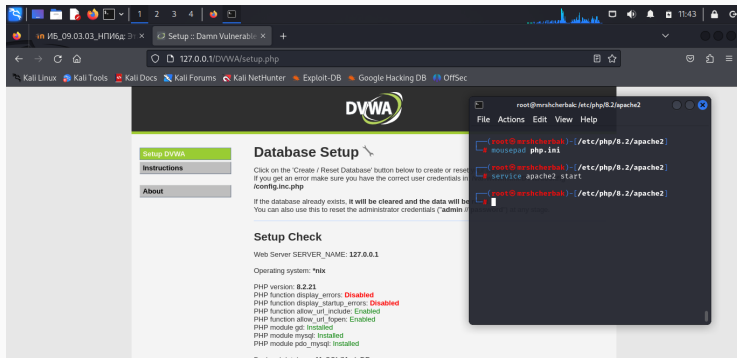 1 2 3 4
11:43
ИБ_09.03.03_НПИбд: Э
Setup :: Damn Vulnerable
127.0.0.1/DVWA/setup.php
Kali Linux Kali Tools Kali Docs Kali Forums Kali NetHunter Exploit-DB Google Hacking DB OffSec
DVWA
Setup DVWA
Instructions
About
Database Setup
Click on the 'Create / Reset Database' button below to create or reset
If you get an error make sure you have the correct user credentials in
/config.inc.php
If the database already exists, it will be cleared and the data will be
You can also use this to reset the administrator credentials ("admin //
Setup Check
Web Server SERVER_NAME: 127.0.0.1
Operating system: *nix
PHP version: 8.2.21
PHP function display_errors: Disabled
PHP function display_startup_errors: Disabled
PHP function allow_url_include: Enabled
PHP function allow_url_fopen: Enabled
PHP module gd: Installed
PHP module mysql: Installed
PHP module pdo_mysql: Installed
root@mrshcherbak: /etc/php/8.2/apache2
File Actions Edit View Help
(root㉿mrshcherbak)-[/etc/php/8.2/apache2]
# mousepad php.ini
(root㉿mrshcherbak)-[/etc/php/8.2/apache2]
# service apache2 start
(root㉿mrshcherbak)-[/etc/php/8.2/apache2]
#